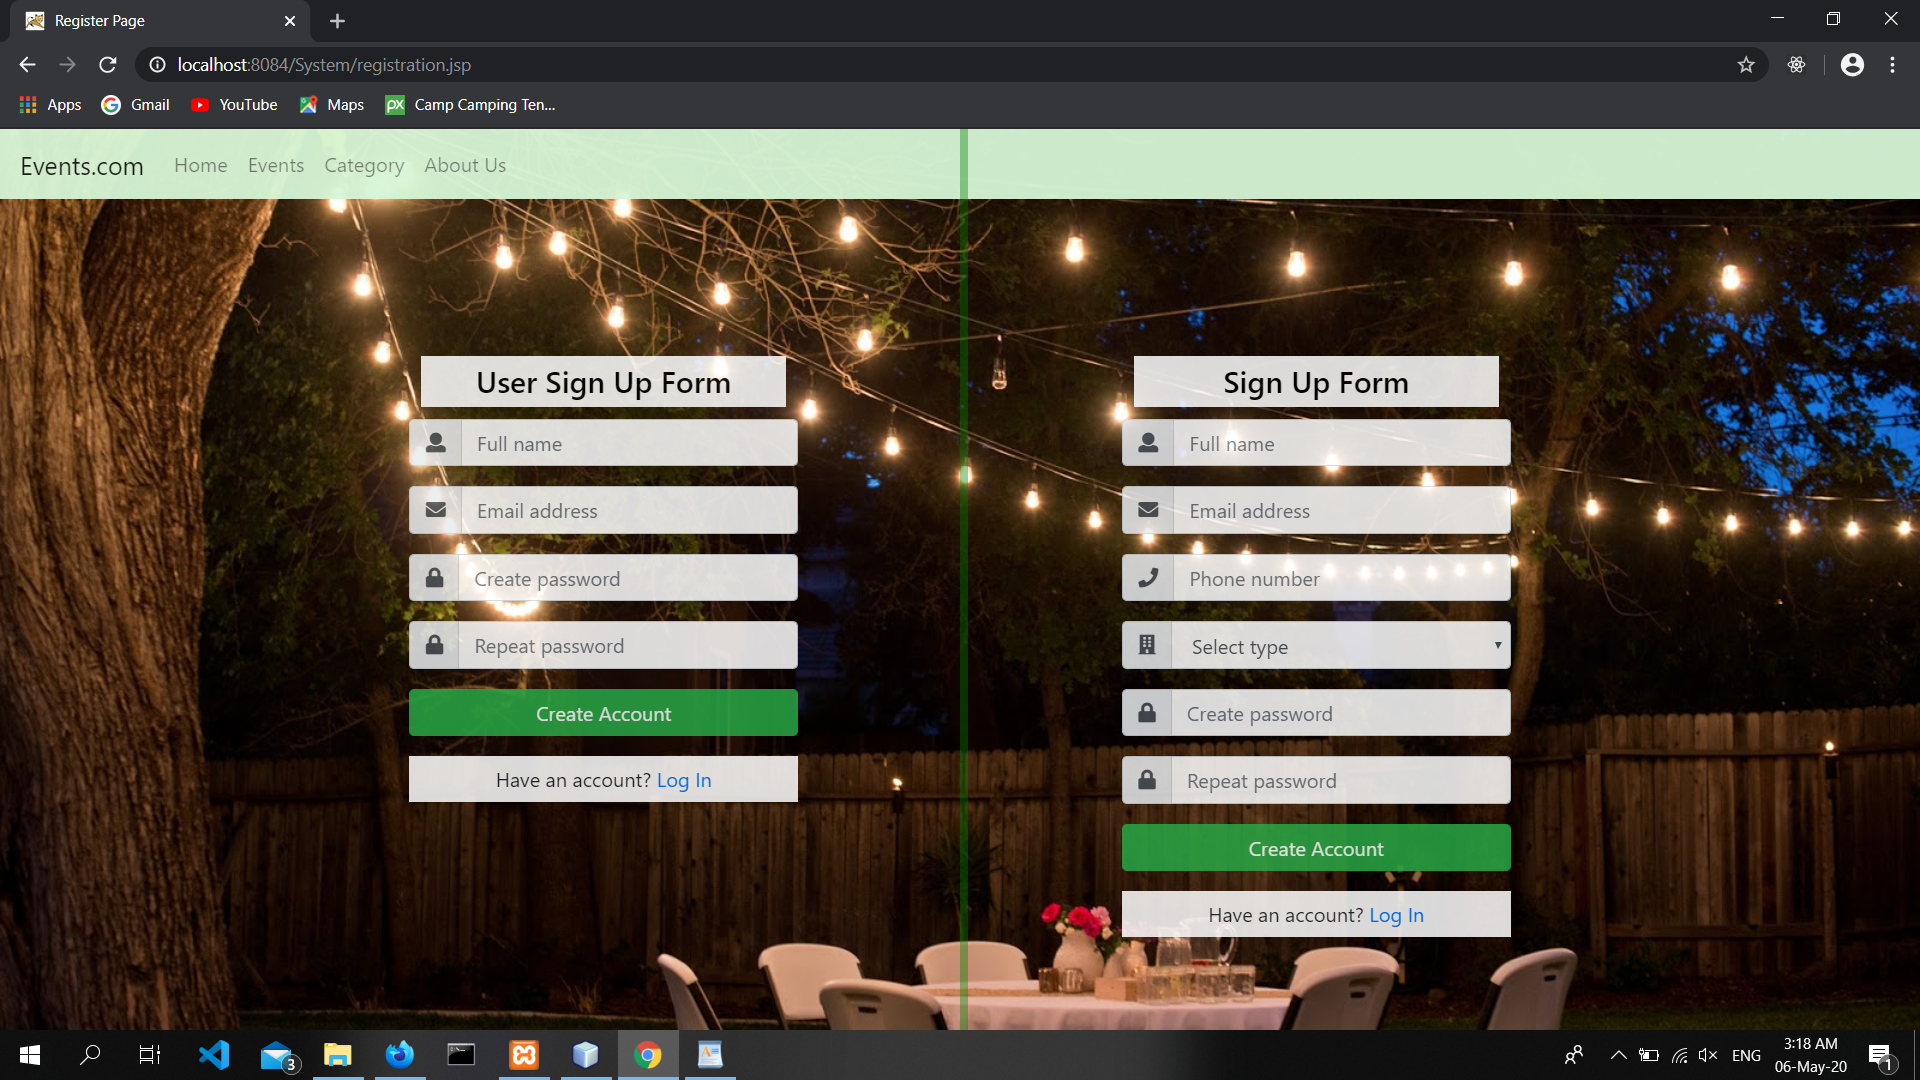 Register Page
localhost:8084/System/registration.jsp
Apps Gmail YouTube Maps px Camp Camping Ten...
Events.com Home Events Category About Us
User Sign Up Form
Full name
Email address
Create password
Repeat password
Create Account
Have an account? Log In
Sign Up Form
Full name
Email address
Phone number
Select type
Create password
Repeat password
Create Account
Have an account? Log In
3
ENG
3:18 AM
06-May-20
1